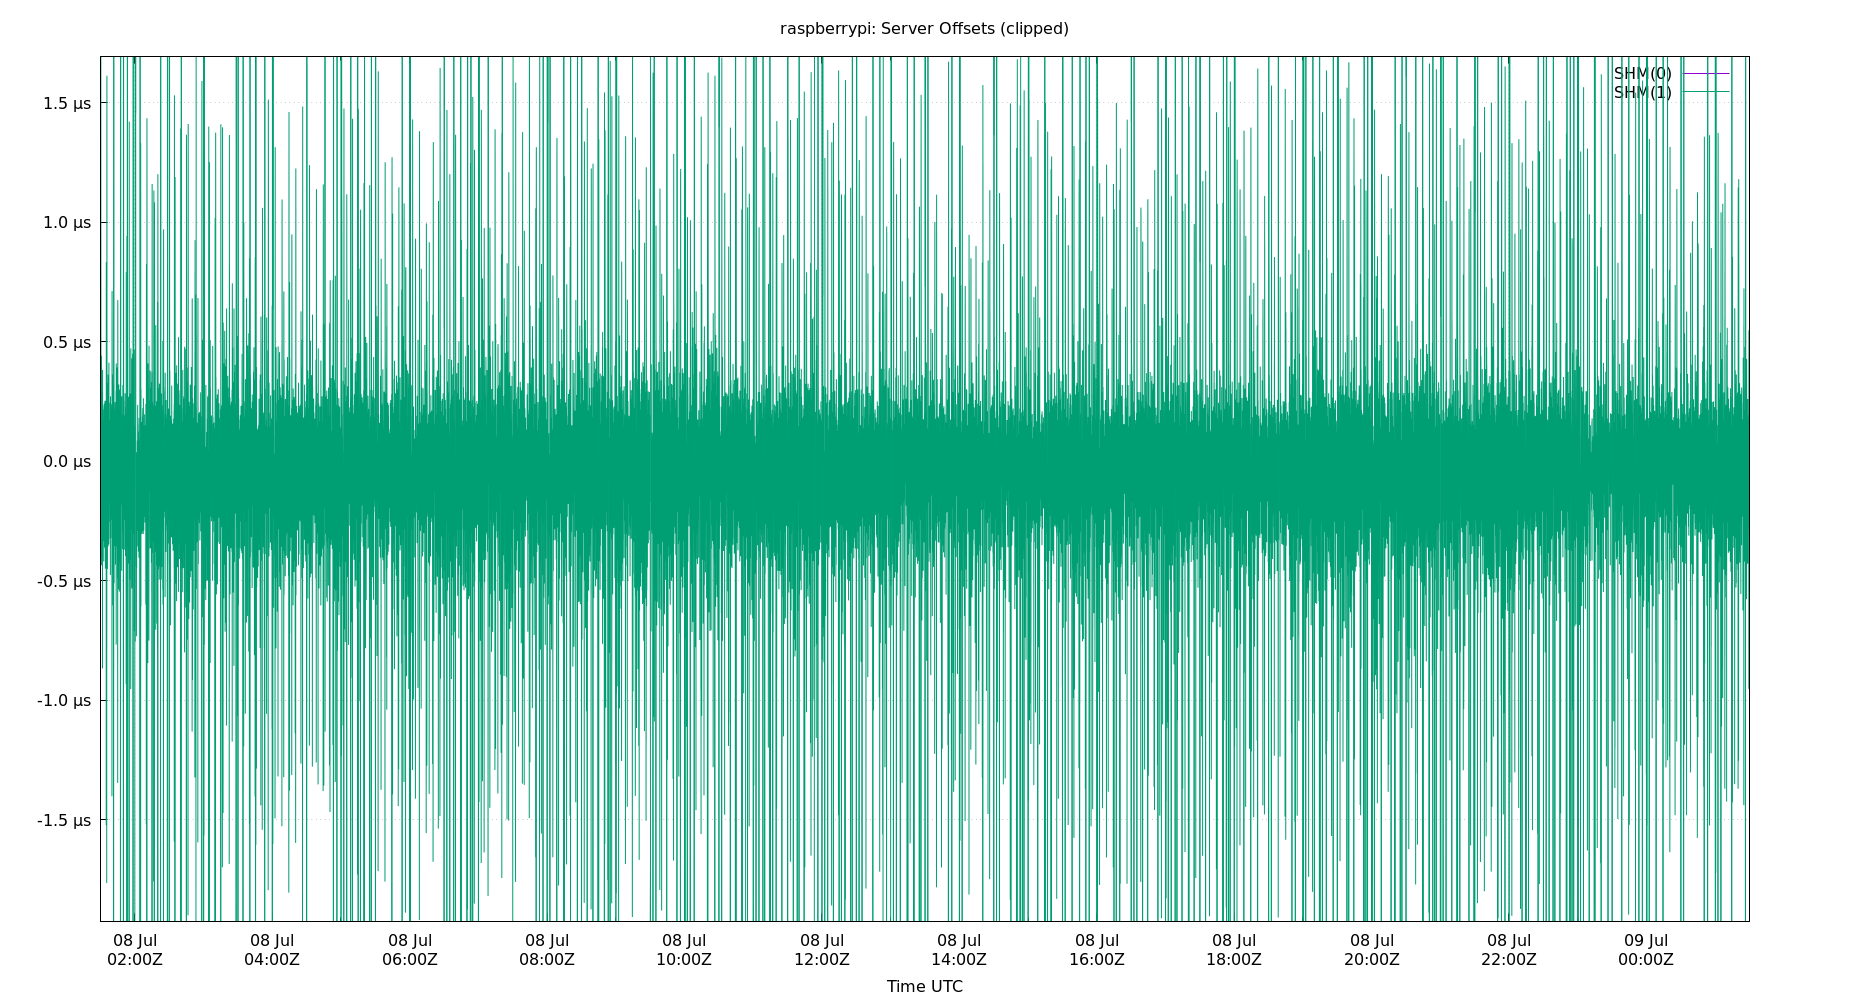 raspberrypi: Server Offsets (clipped)
SHM(0)
SHM(1)
1.5 µs
1.0 µs
0.5 µs
0.0 µs
-0.5 µs
-1.0 µs
-1.5 µs
08 Jul 08 Jul 08 Jul 08 Jul 08 Jul 08 Jul 08 Jul 08 Jul 08 Jul 08 Jul 08 Jul 09 Jul
02:00Z 04:00Z 06:00Z 08:00Z 10:00Z 12:00Z 14:00Z 16:00Z 18:00Z 20:00Z 22:00Z 00:00Z
Time UTC